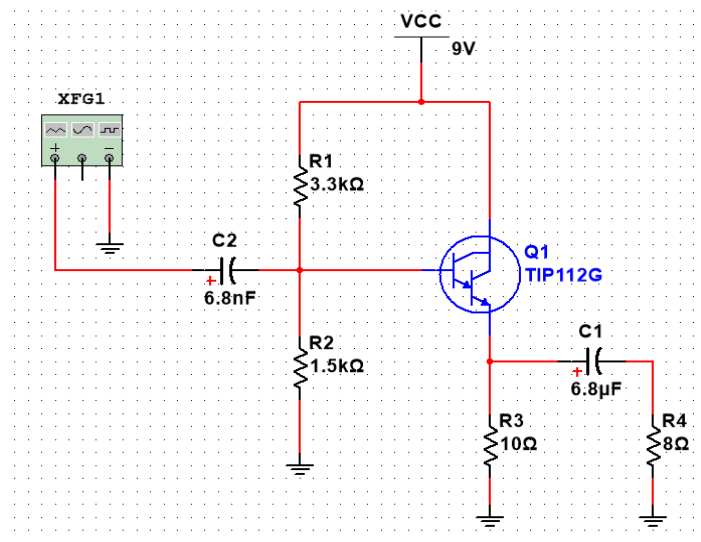 VCC
9V
XFG1
+
−
R1
3.3kΩ
C2
+
6.8nF
Q1
TIP112G
R2
1.5kΩ
C1
+
6.8µF
R3
10Ω
R4
8Ω